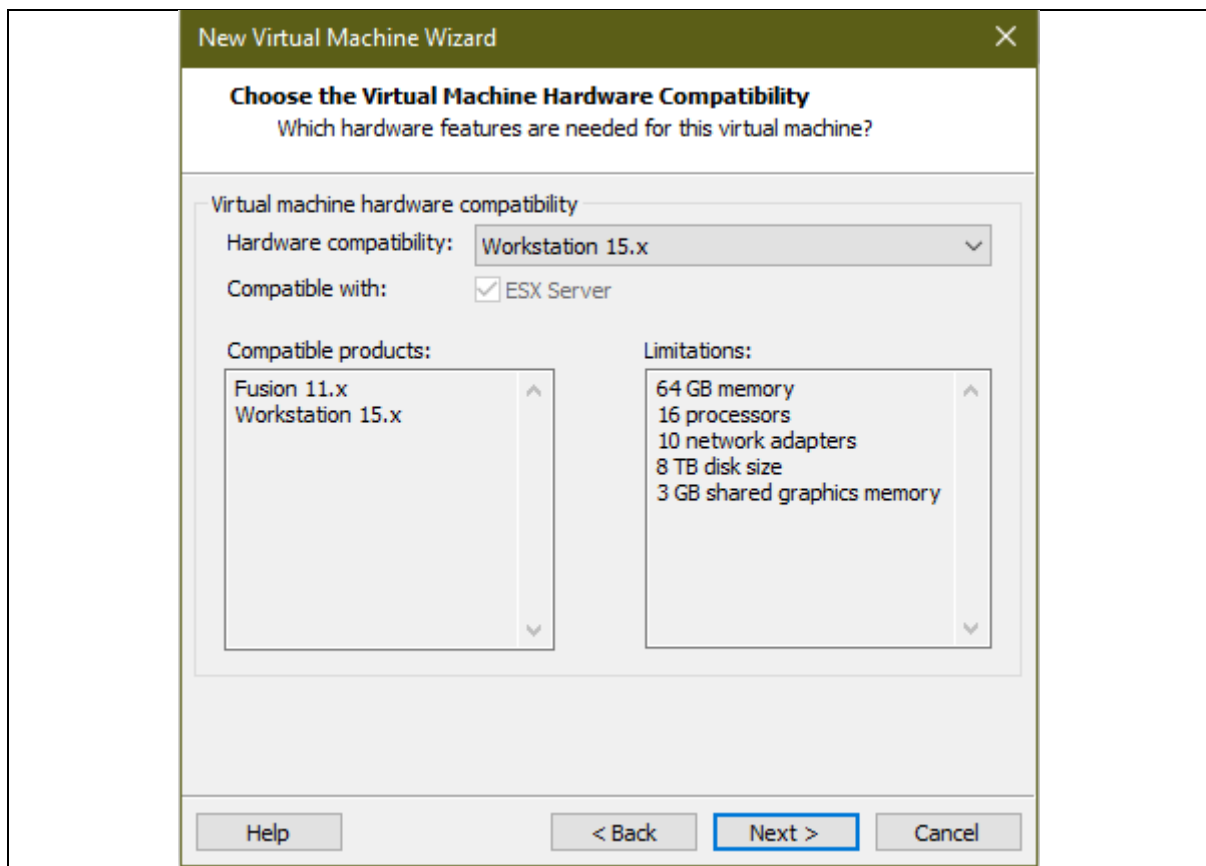 New Virtual Machine Wizard
Choose the Virtual Machine Hardware Compatibility
Which hardware features are needed for this virtual machine?
Virtual machine hardware compatibility
Hardware compatibility: Workstation 15.x
Compatible with: ESX Server
Compatible products:
Fusion 11.x
Workstation 15.x
Limitations:
64 GB memory
16 processors
10 network adapters
8 TB disk size
3 GB shared graphics memory
Help < Back Next > Cancel